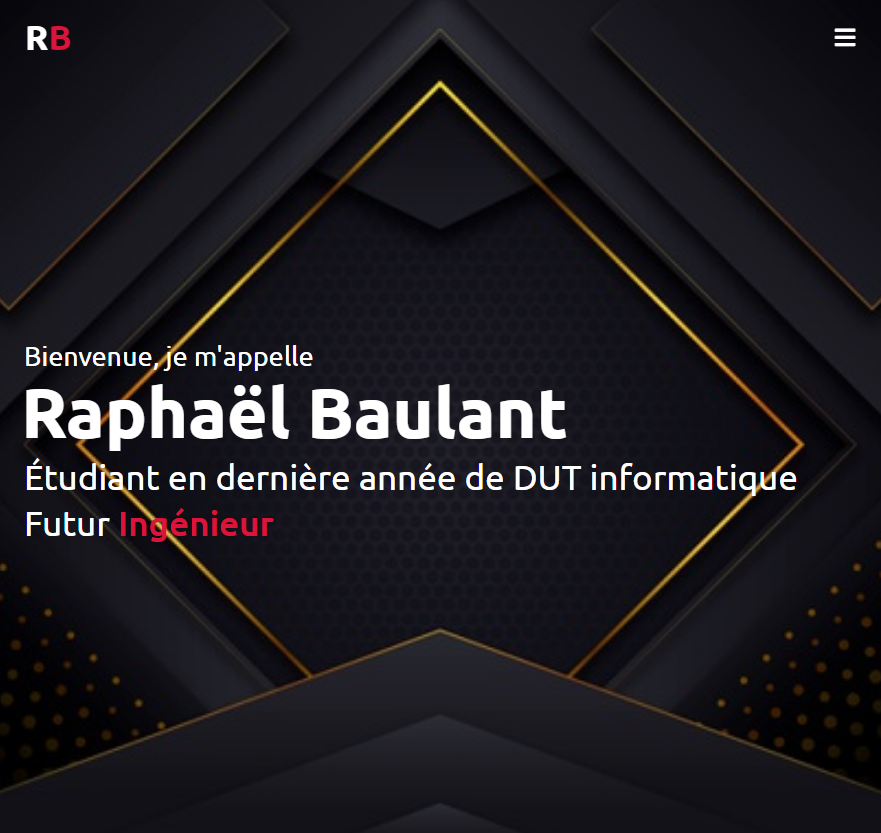 RB
Bienvenue, je m'appelle
Raphaël Baulant
Étudiant en dernière année de DUT informatique
Futur Ingénieur